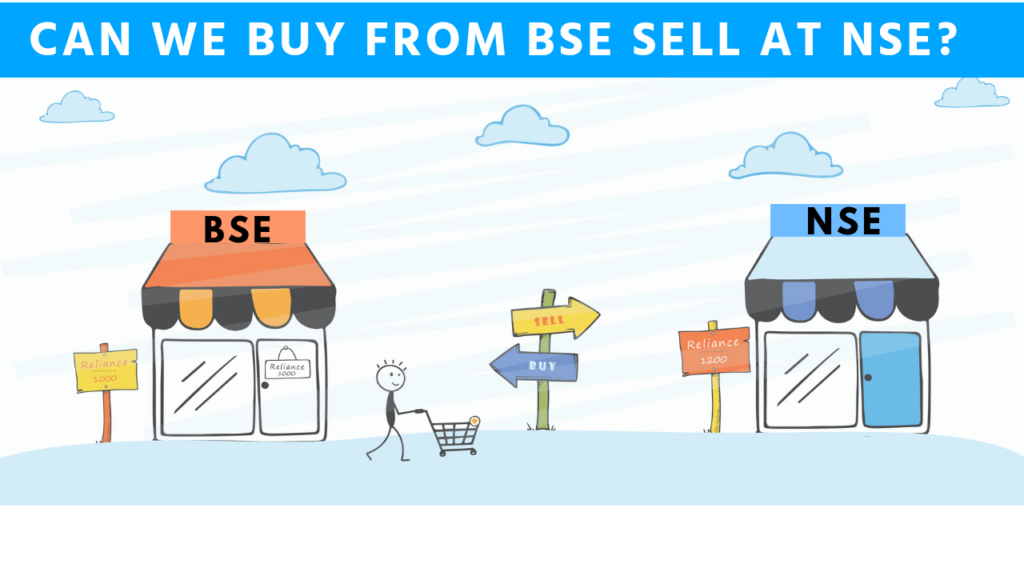 CAN WE BUY FROM BSE SELL AT NSE?
BSE
NSE
SELL
BUY
Reliance
1000
Reliance
1000
Reliance
1200